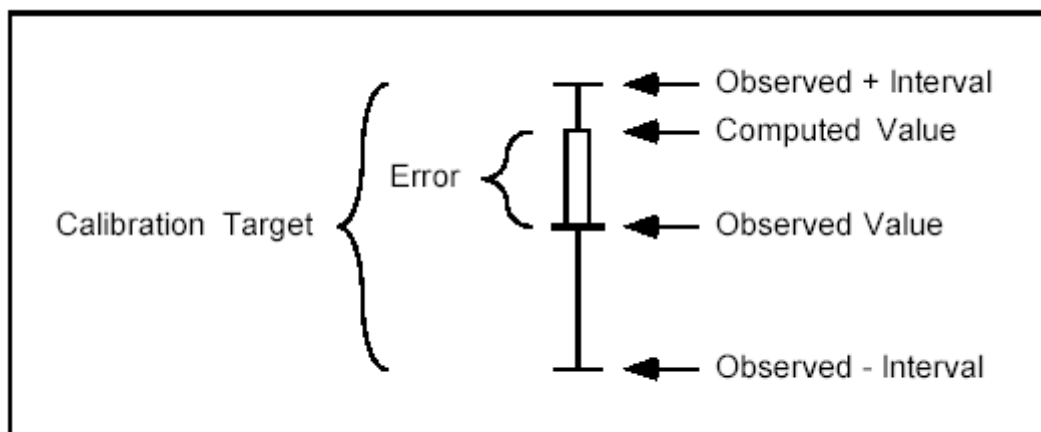 Observed + Interval
Computed Value
Error
Calibration Target
Observed Value
Observed - Interval